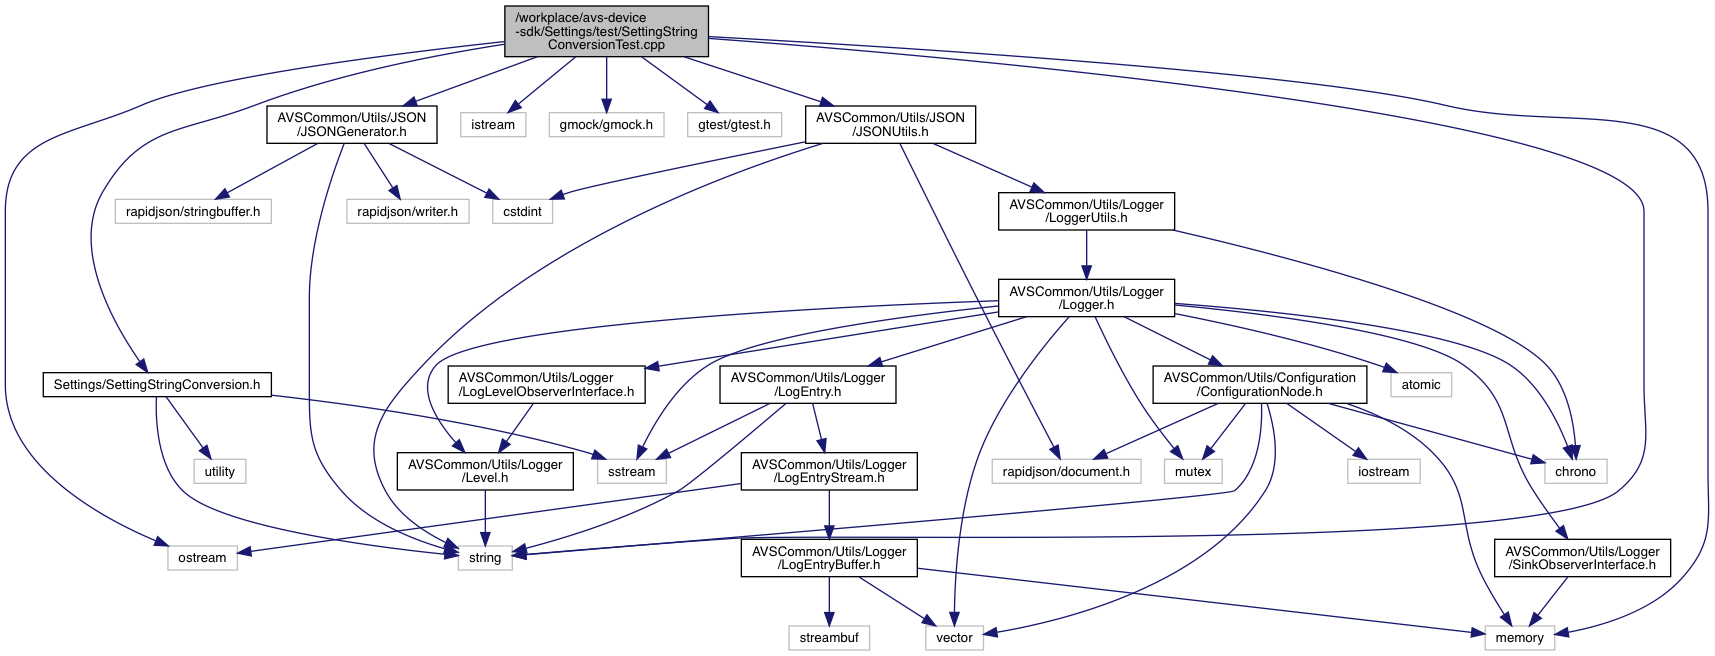 /workplace/avs-device
-sdk/Settings/test/SettingString
ConversionTest.cpp
AVSCommon/Utils/JSON
/JSONGenerator.h
istream
gmock/gmock.h
gtest/gtest.h
AVSCommon/Utils/JSON
/JSONUtils.h
rapidjson/stringbuffer.h
rapidjson/writer.h
cstdint
AVSCommon/Utils/Logger
/LoggerUtils.h
AVSCommon/Utils/Logger
/Logger.h
Settings/SettingStringConversion.h
AVSCommon/Utils/Logger
/LogLevelObserverInterface.h
AVSCommon/Utils/Logger
/LogEntry.h
AVSCommon/Utils/Configuration
/ConfigurationNode.h
atomic
utility
AVSCommon/Utils/Logger
/Level.h
sstream
AVSCommon/Utils/Logger
/LogEntryStream.h
rapidjson/document.h
mutex
iostream
chrono
ostream
string
AVSCommon/Utils/Logger
/LogEntryBuffer.h
AVSCommon/Utils/Logger
/SinkObserverInterface.h
streambuf
vector
memory